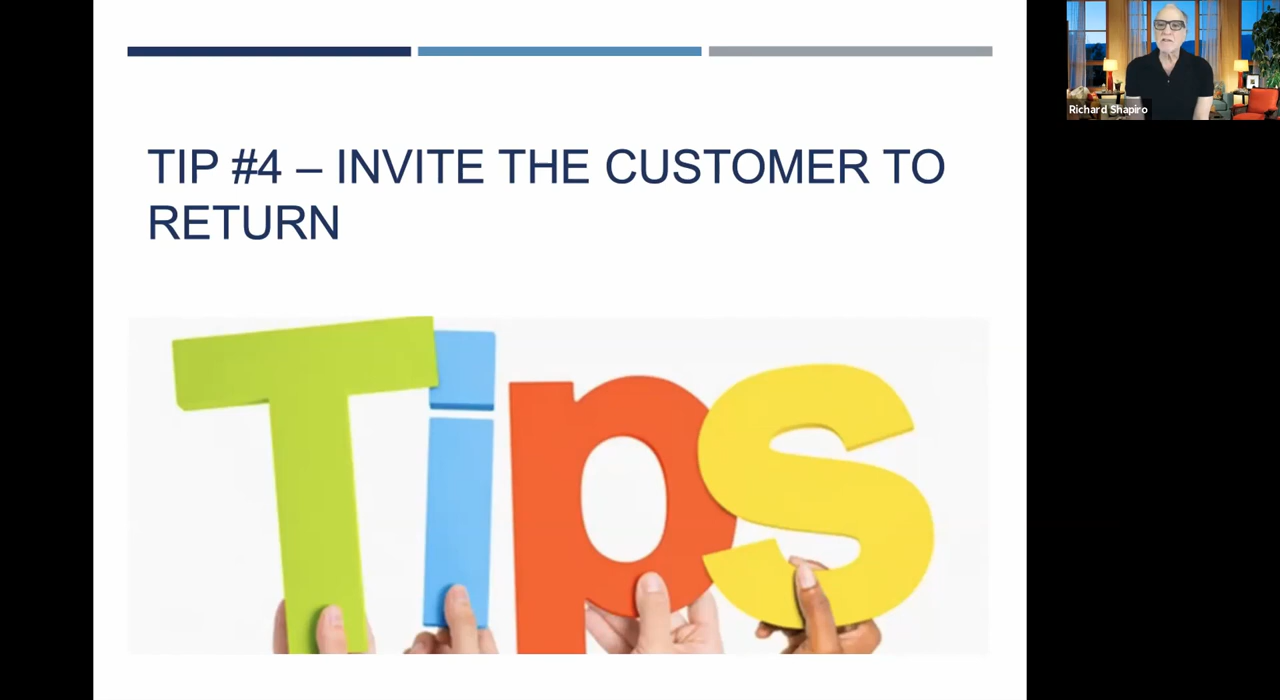 TIP #4 – INVITE THE CUSTOMER TO
RETURN
Tips
Richard Shapiro